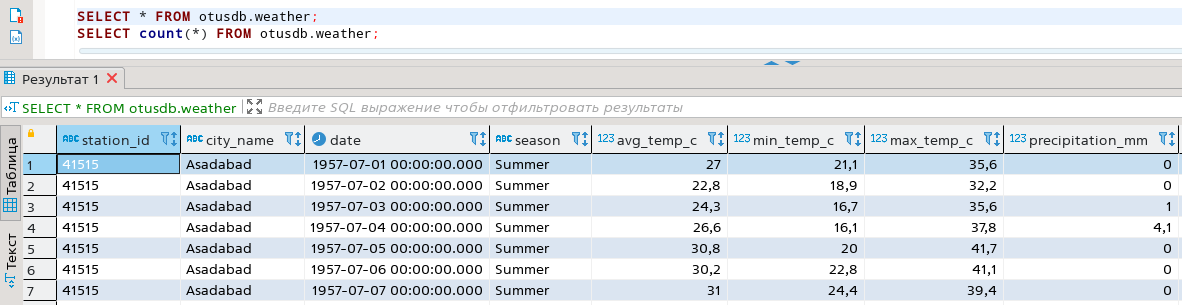 SELECT * FROM otusdb.weather;
SELECT count(*) FROM otusdb.weather;
Результат 1
SELECT * FROM otusdb.weather Введите SQL выражение чтобы отфильтровать результаты
Таблица
Текст
ABC station_id ABC city_name date ABC season 123 avg_temp_c 123 min_temp_c 123 max_temp_c 123 precipitation_mm
1 41515 Asadabad 1957-07-01 00:00:00.000 Summer 27 21,1 35,6 0
2 41515 Asadabad 1957-07-02 00:00:00.000 Summer 22,8 18,9 32,2 0
3 41515 Asadabad 1957-07-03 00:00:00.000 Summer 24,3 16,7 35,6 1
4 41515 Asadabad 1957-07-04 00:00:00.000 Summer 26,6 16,1 37,8 4,1
5 41515 Asadabad 1957-07-05 00:00:00.000 Summer 30,8 20 41,7 0
6 41515 Asadabad 1957-07-06 00:00:00.000 Summer 30,2 22,8 41,1 0
7 41515 Asadabad 1957-07-07 00:00:00.000 Summer 31 24,4 39,4 0